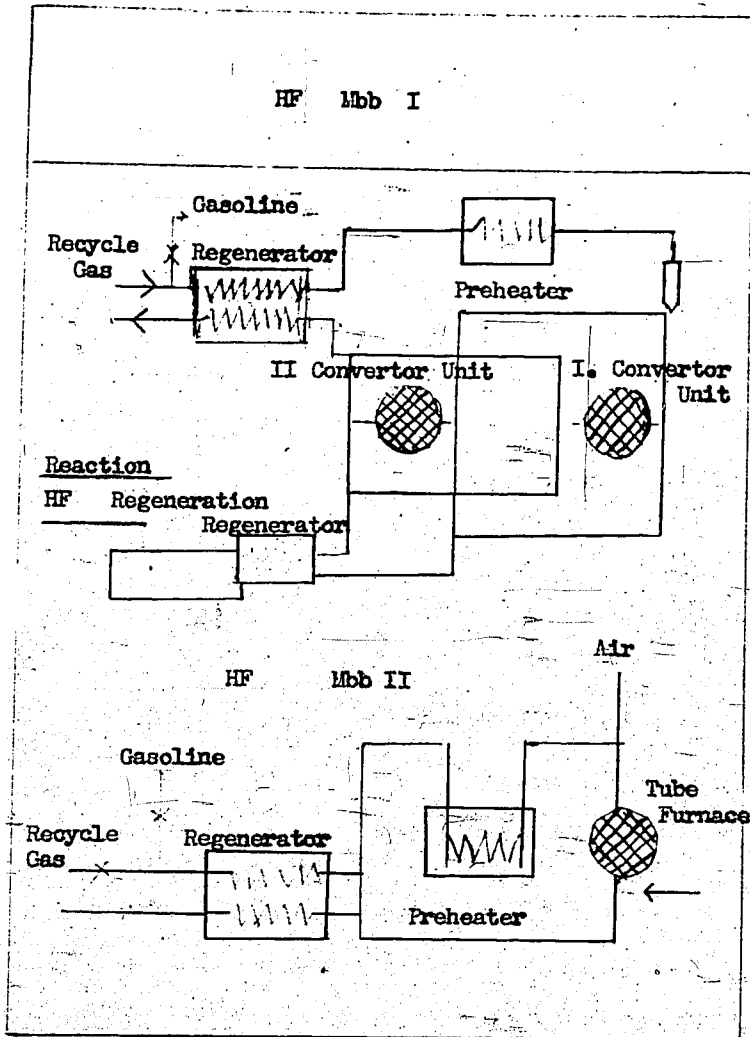 HF Mbb I
Gasoline
Recycle
Gas
Regenerator
Preheater
II Convertor Unit
I. Convertor
Unit
Reaction
HF Regeneration
Regenerator
Air
HF Mbb II
Gasoline
Tube
Furnace
Recycle
Gas
Regenerator
Preheater